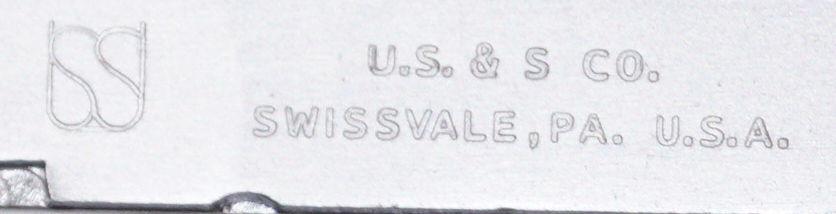 U.S. & S CO.
SWISSVALE, PA. U.S.A.